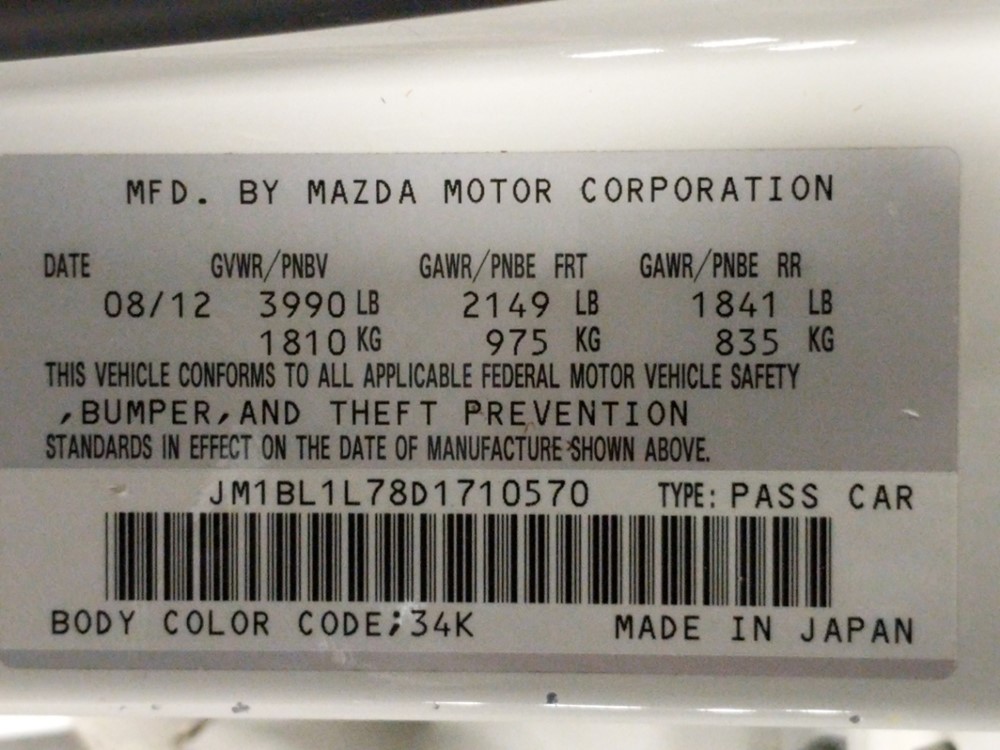 MFD. BY MAZDA MOTOR CORPORATION
DATE GVWR/PNBV GAWR/PNBE FRT GAWR/PNBE RR
08/12 3990 LB 2149 LB 1841 LB
1810 KG 975 KG 835 KG
THIS VEHICLE CONFORMS TO ALL APPLICABLE FEDERAL MOTOR VEHICLE SAFETY
,BUMPER,AND THEFT PREVENTION
STANDARDS IN EFFECT ON THE DATE OF MANUFACTURE SHOWN ABOVE.
JM1BL1L78D1710570 TYPE: PASS CAR
BODY COLOR CODE;34K MADE IN JAPAN